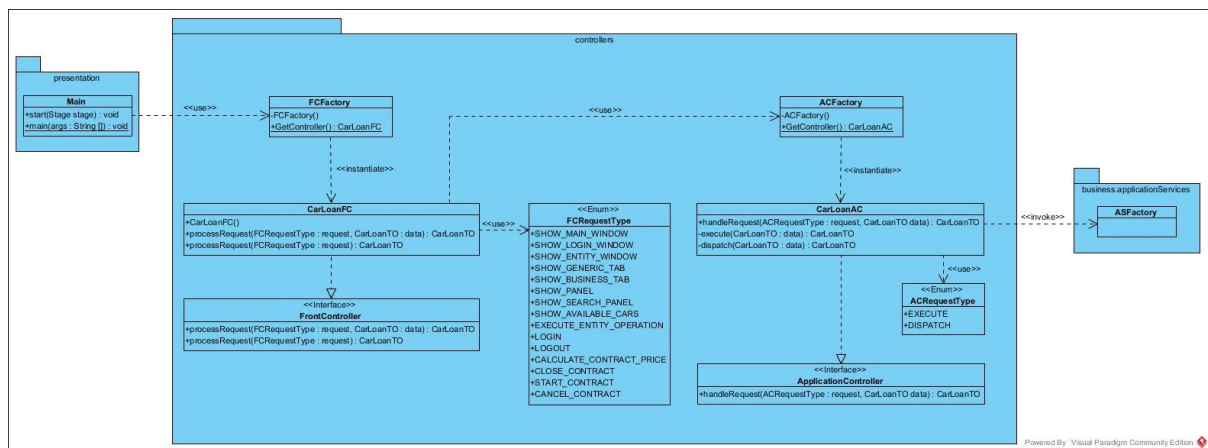 controllers
presentation
Main
+start(Stage stage) : void
+main(args : String []) : void
<<use>>
FCFactory
-FCFactory()
+GetController() : CarLoanFC
<<use>>
ACFactory
-ACFactory()
+GetController() : CarLoanAC
<<instantiate>>
<<instantiate>>
CarLoanFC
+CarLoanFC()
+processRequest(FCRequestType : request, CarLoanTO : data) : CarLoanTO
+processRequest(FCRequestType : request) : CarLoanTO
<<use>>
<<Enum>>
FCRequestType
+SHOW_MAIN_WINDOW
+SHOW_LOGIN_WINDOW
+SHOW_ENTITY_WINDOW
+SHOW_GENERIC_TAB
+SHOW_BUSINESS_TAB
+SHOW_PANEL
+SHOW_SEARCH_PANEL
+SHOW_AVAILABLE_CARS
+EXECUTE_ENTITY_OPERATION
+LOGIN
+LOGOUT
+CALCULATE_CONTRACT_PRICE
+CLOSE_CONTRACT
+START_CONTRACT
+CANCEL_CONTRACT
CarLoanAC
+handleRequest(ACRequestType : request, CarLoanTO data) : CarLoanTO
-execute(CarLoanTO : data) : CarLoanTO
-dispatch(CarLoanTO : data) : CarLoanTO
<<invoke>>
business.applicationServices
ASFactory
<<use>>
<<Enum>>
ACRequestType
+EXECUTE
+DISPATCH
<<Interface>>
FrontController
+processRequest(FCRequestType : request, CarLoanTO : data) : CarLoanTO
+processRequest(FCRequestType : request) : CarLoanTO
<<Interface>>
ApplicationController
+handleRequest(ACRequestType : request, CarLoanTO data) : CarLoanTO
Powered By Visual Paradigm Community Edition